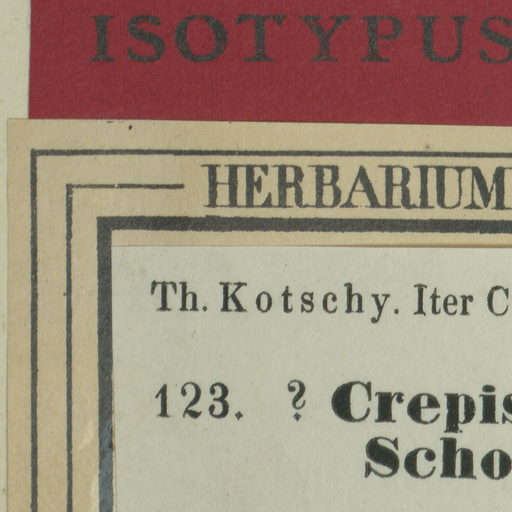 ISOTYPUS
HERBARIUM
Th. Kotschy. Iter C
123. ? Crepis
Scho